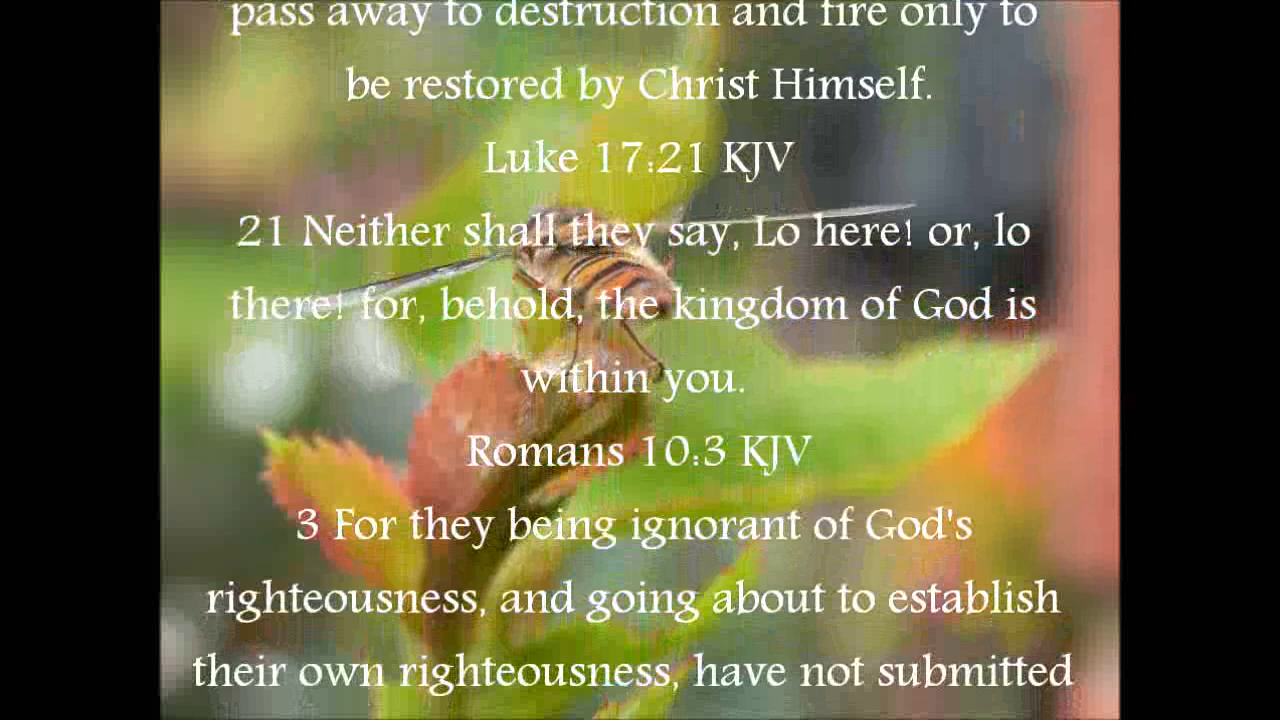 pass away to destruction and fire only to
be restored by Christ Himself.
Luke 17:21 KJV
21 Neither shall they say, Lo here! or, lo
there! for, behold, the kingdom of God is
within you.
Romans 10:3 KJV
3 For they being ignorant of God's
righteousness, and going about to establish
their own righteousness, have not submitted